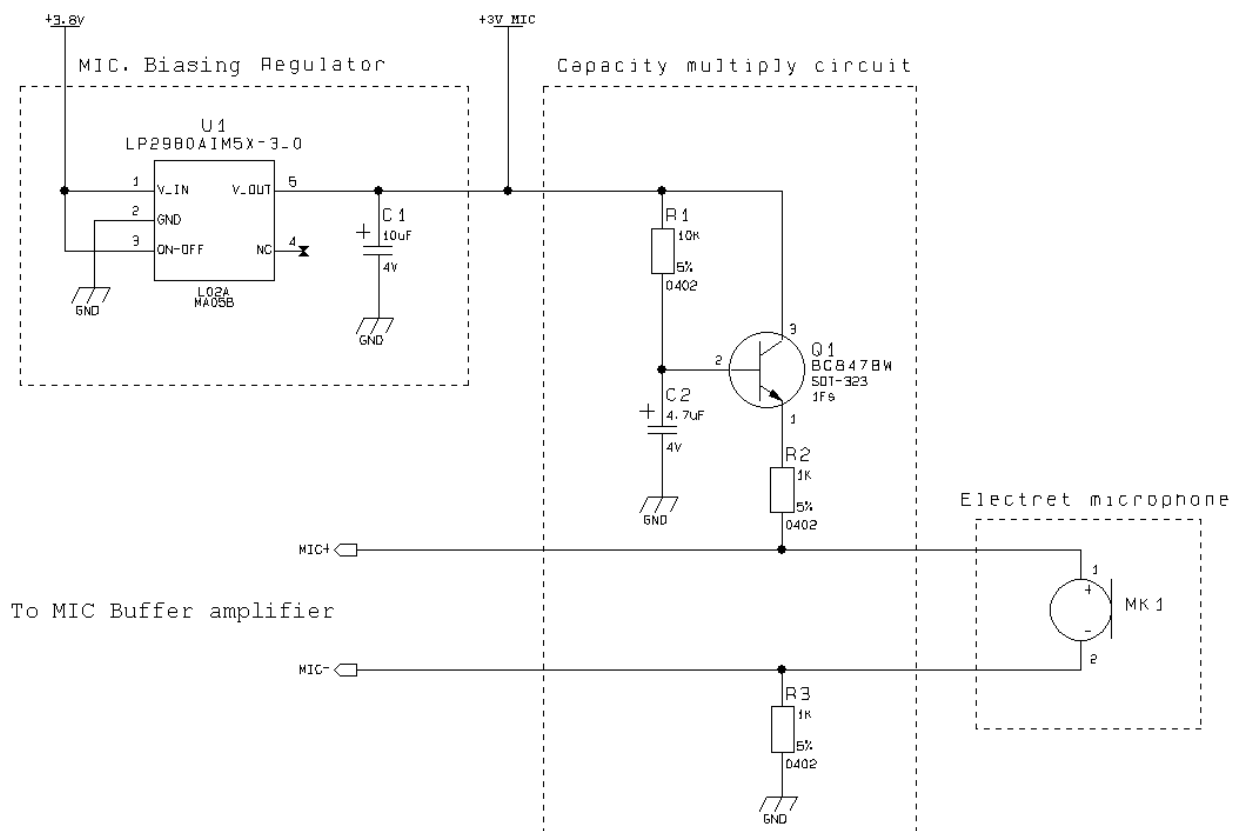 +3.8V
+3V MIC
MIC. Biasing Regulator
Capacity multiply circuit
U1
LP2980AIM5X-3_0
1
V_IN
V_OUT
5
2
GND
3
ON-OFF
NC
4
L02A
MA05B
GND
C1
+
10uF
4V
GND
R1
10K
5%
0402
2
3
Q1
BC847BW
SOT-323
1Fs
1
C2
+
4.7uF
4V
GND
R2
1K
5%
0402
Electret microphone
MIC+
1
+
MK1
-
2
To MIC Buffer amplifier
MIC-
R3
1K
5%
0402
GND